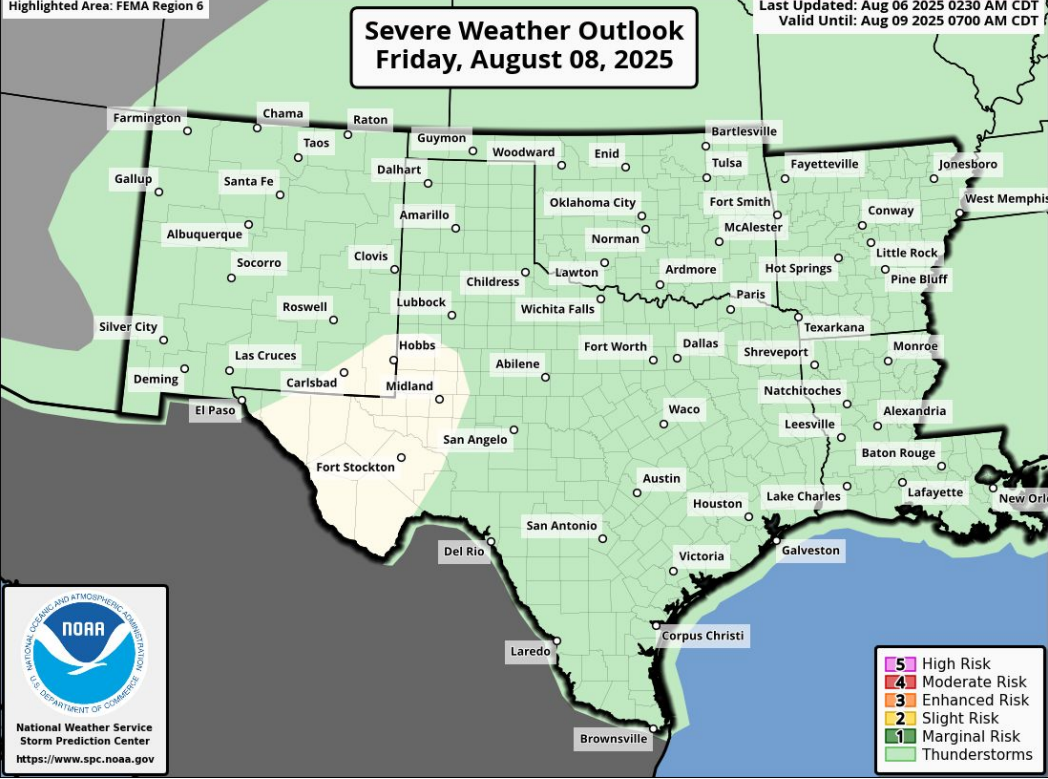 Highlighted Area: FEMA Region 6
Severe Weather Outlook
Friday, August 08, 2025
Last Updated: Aug 06 2025 0230 AM CDT
Valid Until: Aug 09 2025 0700 AM CDT
Farmington
Chama
Raton
Taos
Guymon
Woodward
Enid
Bartlesville
Tulsa
Fayetteville
Jonesboro
Gallup
Santa Fe
Dalhart
Oklahoma City
Fort Smith
West Memphis
Albuquerque
Amarillo
Norman
McAlester
Conway
Socorro
Clovis
Childress
Lawton
Ardmore
Hot Springs
Little Rock
Pine Bluff
Roswell
Lubbock
Wichita Falls
Paris
Silver City
Texarkana
Las Cruces
Hobbs
Abilene
Fort Worth
Dallas
Shreveport
Monroe
Deming
Carlsbad
Midland
Natchitoches
El Paso
San Angelo
Waco
Leesville
Alexandria
Fort Stockton
Baton Rouge
Austin
Houston
Lake Charles
Lafayette
New Orl
Del Rio
San Antonio
Victoria
Galveston
Laredo
Corpus Christi
Brownsville
NATIONAL OCEANIC AND ATMOSPHERIC ADMINISTRATION
NOAA
U.S. DEPARTMENT OF COMMERCE
National Weather Service
Storm Prediction Center
https://www.spc.noaa.gov
5 High Risk
4 Moderate Risk
3 Enhanced Risk
2 Slight Risk
1 Marginal Risk
Thunderstorms